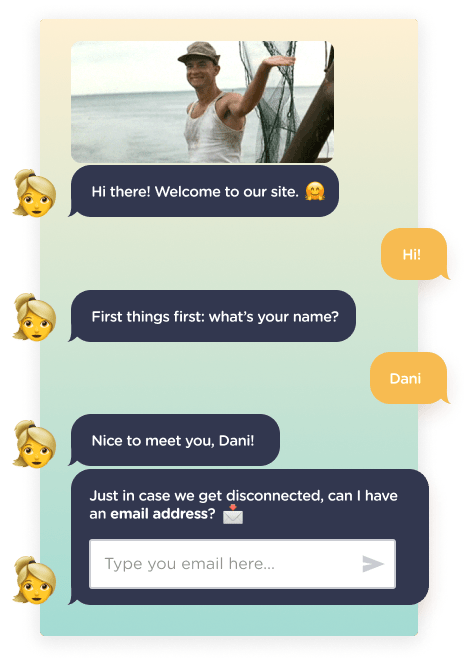 Hi there! Welcome to our site. 🤗
Hi!
First things first: what’s your name?
Dani
Nice to meet you, Dani!
Just in case we get disconnected, can I have
an email address? 📩
Type you email here...